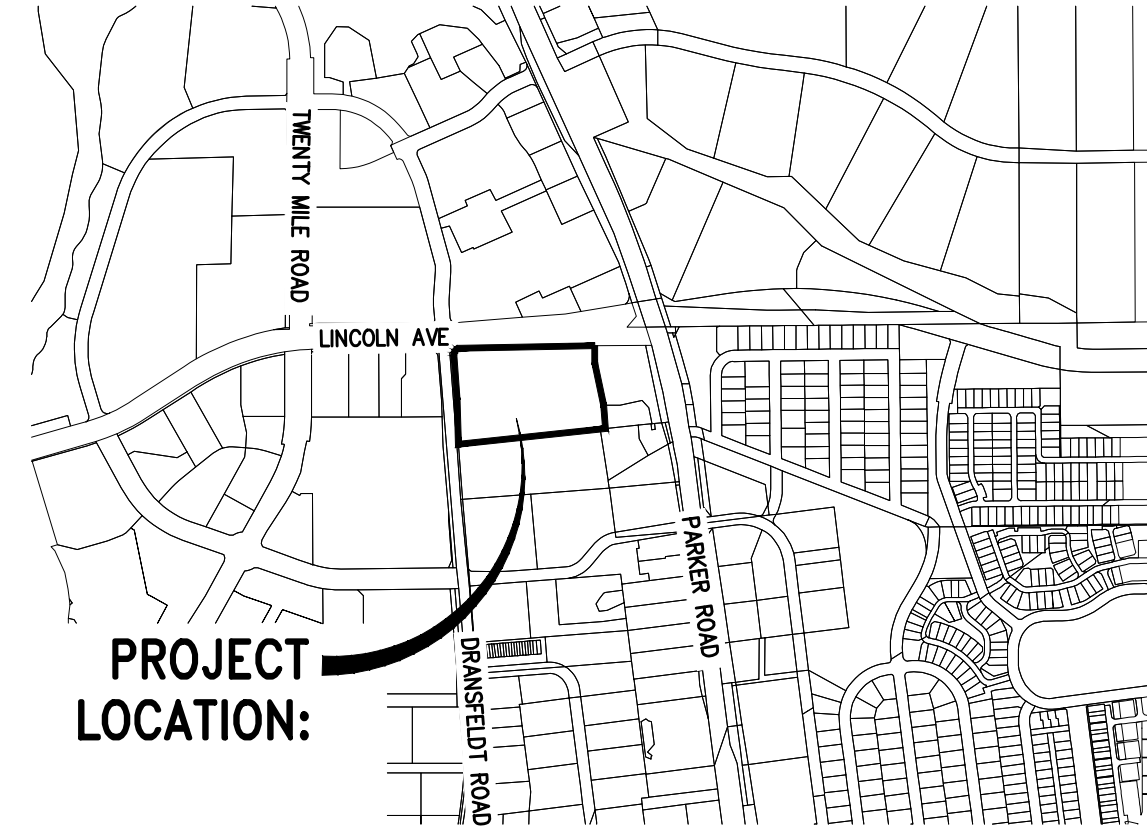 TWENTY MILE ROAD
LINCOLN AVE
PARKER ROAD
PROJECT
LOCATION:
DRANSFELDT ROAD